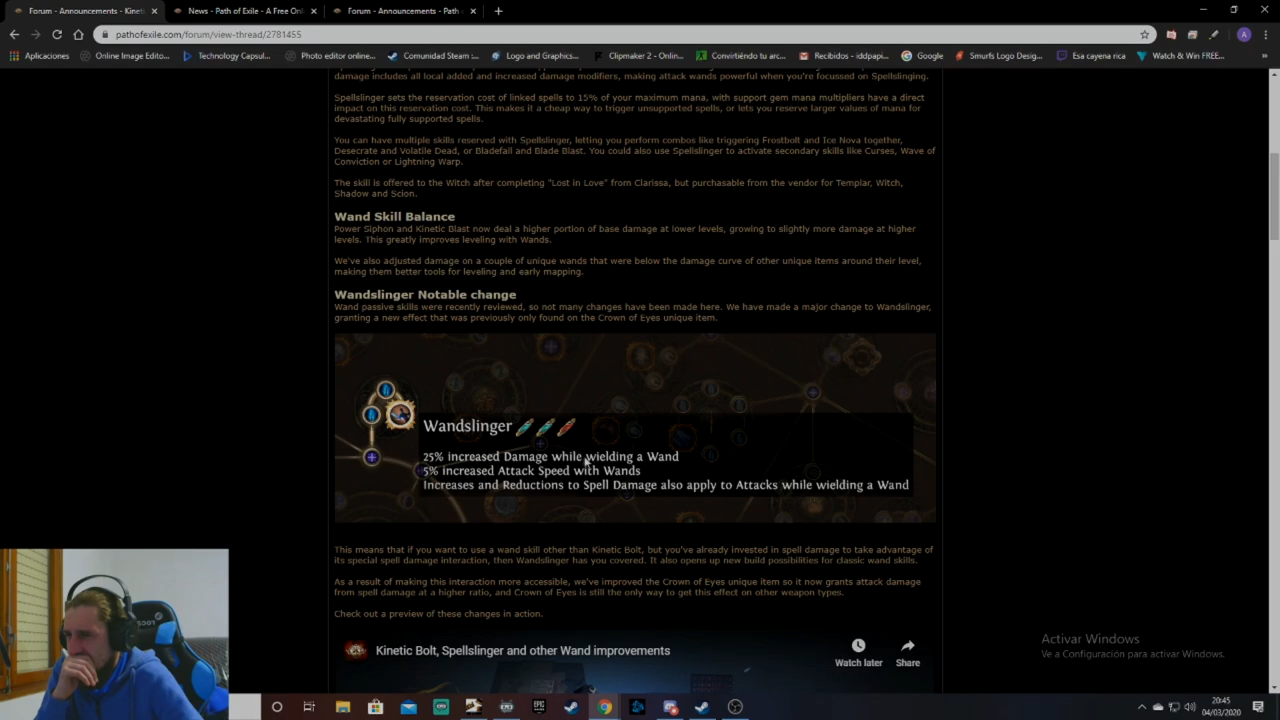 Forum - Announcements - Kineti
News - Path of Exile - A Free Onl
Forum - Announcements - Path
pathofexile.com/forum/view-thread/2781455
Aplicaciones
Online Image Edito...
Technology Capsul...
Photo editor online...
Comunidad Steam :...
Logo and Graphics...
Clipmaker 2 - Onlin...
Convirtiéndo tu arc...
Recibidos - iddpapi...
Google
Smurfs Logo Desig...
Esa cayena rica
Watch & Win FREE...
damage includes all local added and increased damage modifiers, making attack wands powerful when you're focussed on Spellslinging.
Spellslinger sets the reservation cost of linked spells to 15% of your maximum mana, with support gem mana multipliers have a direct
impact on this reservation cost. This makes it a cheap way to trigger unsupported spells, or lets you reserve larger values of mana for
devastating fully supported spells.
You can have multiple skills reserved with Spellslinger, letting you perform combos like triggering Frostbolt and Ice Nova together,
Desecrate and Volatile Dead, or Bladefall and Blade Blast. You could also use Spellslinger to activate secondary skills like Curses, Wave of
Conviction or Lightning Warp.
The skill is offered to the Witch after completing "Lost in Love" from Clarissa, but purchasable from the vendor for Templar, Witch,
Shadow and Scion.
Wand Skill Balance
Power Siphon and Kinetic Blast now deal a higher portion of base damage at lower levels, growing to slightly more damage at higher
levels. This greatly improves leveling with Wands.
We've also adjusted damage on a couple of unique wands that were below the damage curve of other unique items around their level,
making them better tools for leveling and early mapping.
Wandslinger Notable change
Wand passive skills were recently reviewed, so not many changes have been made here. We have made a major change to Wandslinger,
granting a new effect that was previously only found on the Crown of Eyes unique item.
Wandslinger
25% increased Damage while wielding a Wand
5% increased Attack Speed with Wands
Increases and Reductions to Spell Damage also apply to Attacks while wielding a Wand
This means that if you want to use a wand skill other than Kinetic Bolt, but you've already invested in spell damage to take advantage of
its special spell damage interaction, then Wandslinger has you covered. It also opens up new build possibilities for classic wand skills.
As a result of making this interaction more accessible, we've improved the Crown of Eyes unique item so it now grants attack damage
from spell damage at a higher ratio, and Crown of Eyes is still the only way to get this effect on other weapon types.
Check out a preview of these changes in action.
Kinetic Bolt, Spellslinger and other Wand improvements
Watch later
Share
Activar Windows
Ve a Configuración para activar Windows.
20:45
04/03/2020